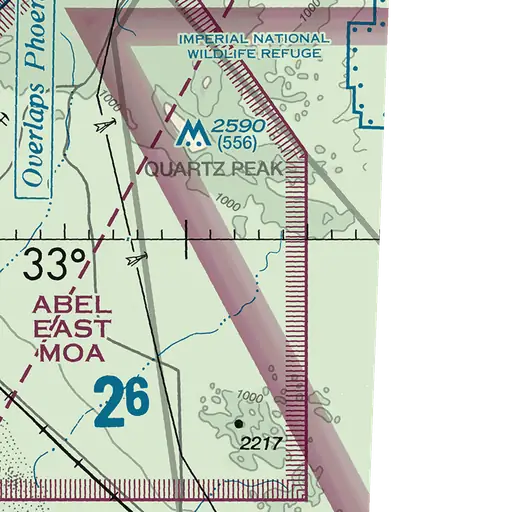 1000
IMPERIAL NATIONAL
WILDLIFE REFUGE
Overlaps Phoen
1000
2590
(556)
QUARTZ PEAK
1000
33°
ABEL
EAST
MOA
26
1000
2217